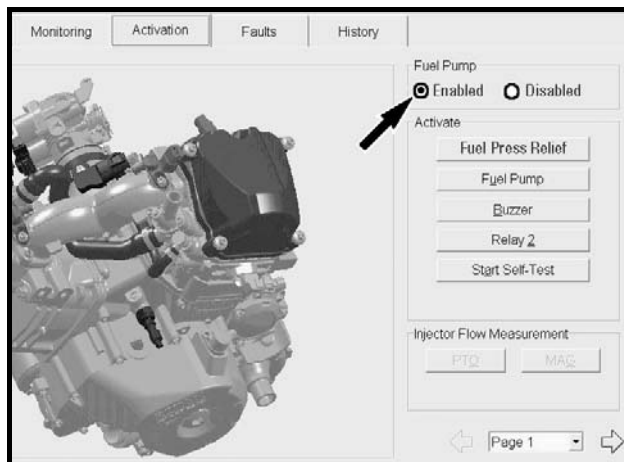 Monitoring Activation Faults History
Fuel Pump
Enabled Disabled
Activate
Fuel Press Relief
Fuel Pump
Buzzer
Relay 2
Start Self-Test
Injector Flow Measurement
PTO MAG
Page 1